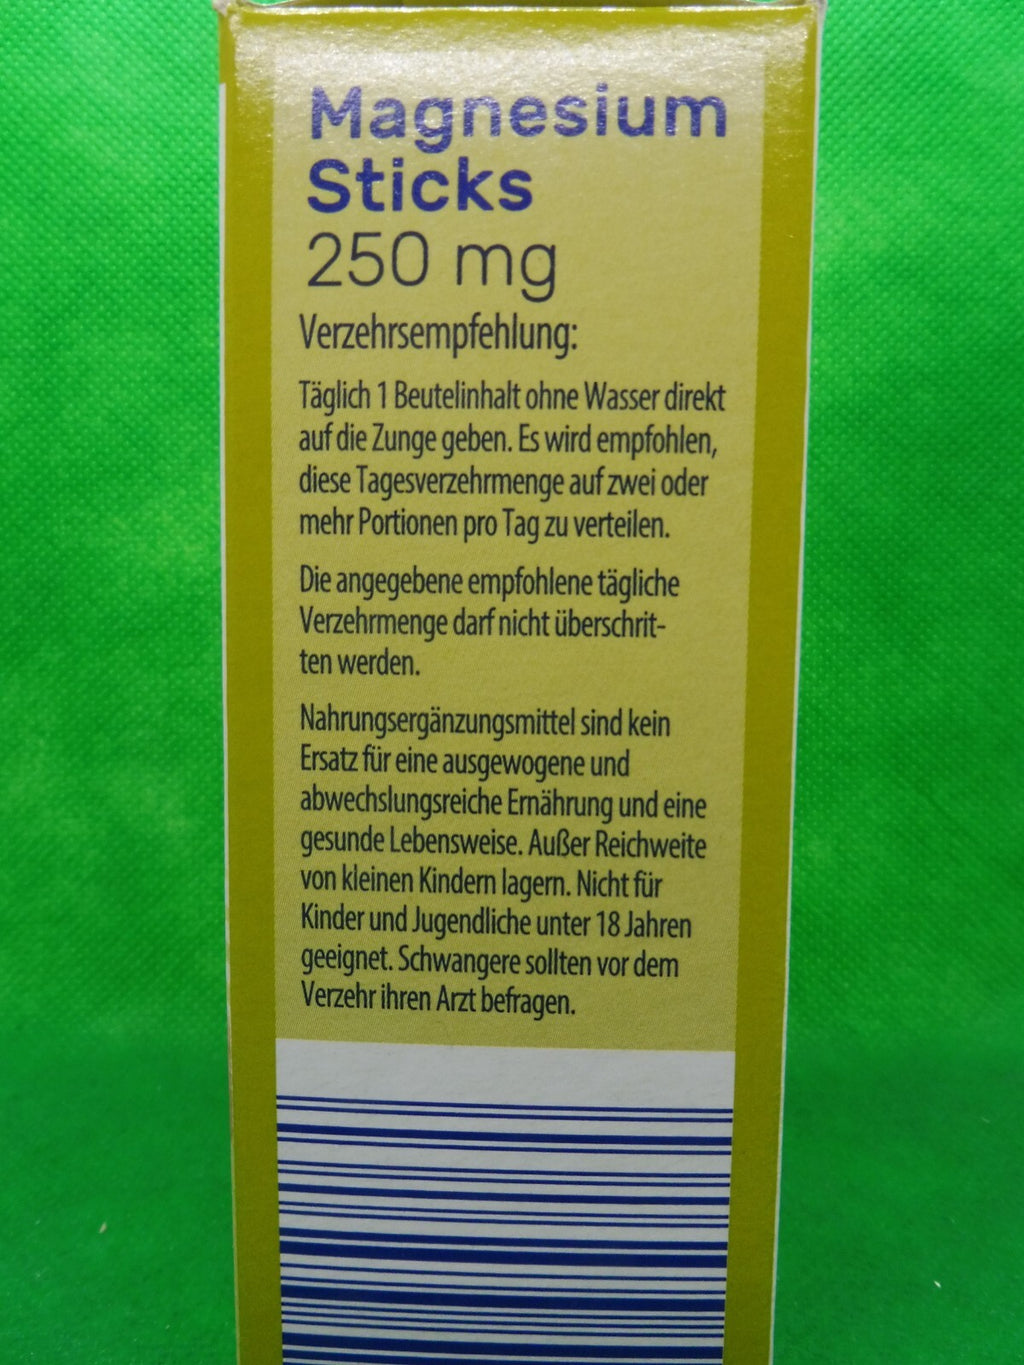 Magnesium
Sticks
250 mg
Verzehrsempfehlung:
Täglich 1 Beutelinhalt ohne Wasser direkt
auf die Zunge geben. Es wird empfohlen,
diese Tagesverzehrmenge auf zwei oder
mehr Portionen pro Tag zu verteilen.
Die angegebene empfohlene tägliche
Verzehrmenge darf nicht überschrit-
ten werden.
Nahrungsergänzungsmittel sind kein
Ersatz für eine ausgewogene und
abwechslungsreiche Ernährung und eine
gesunde Lebensweise. Außer Reichweite
von kleinen Kindern lagern. Nicht für
Kinder und Jugendliche unter 18 Jahren
geeignet. Schwangere sollten vor dem
Verzehr ihren Arzt befragen.